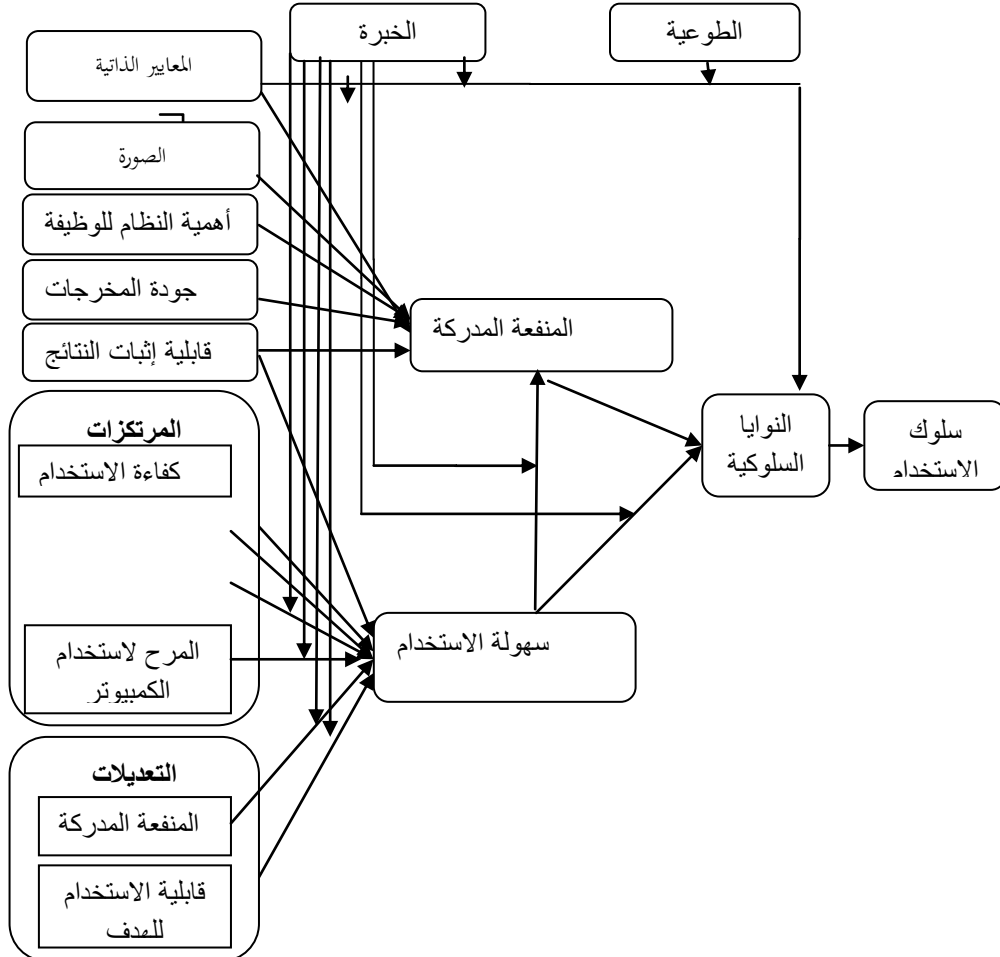 الخبرة
الطوعية
المعايير الذاتية
الصورة
أهمية النظام للوظيفة
جودة المخرجات
قابلية إثبات النتائج
المنفعة المدركة
المرتكزات
كفاءة الاستخدام
النوايا
السلوكية
سلوك
الاستخدام
سهولة الاستخدام
المرح لاستخدام
الكمبيوتر
التعديلات
المنفعة المدركة
قابلية الاستخدام
للهدف